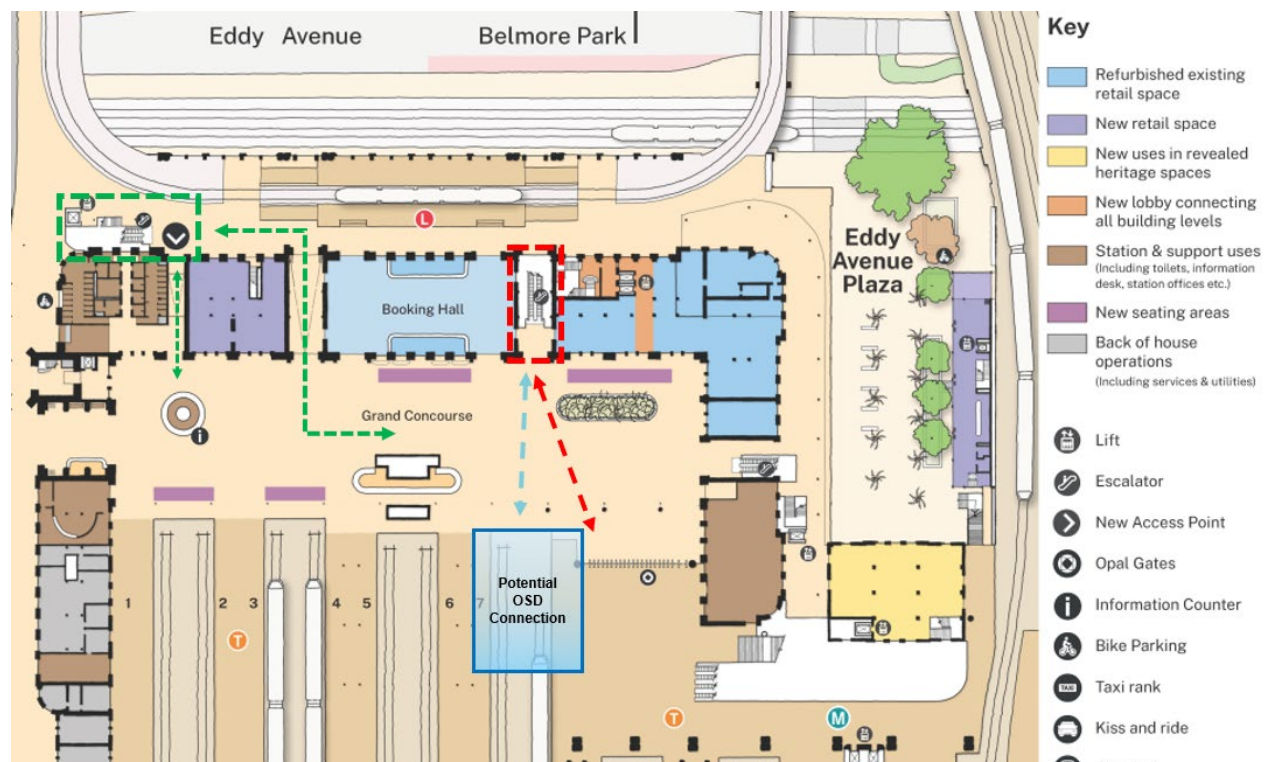 Eddy Avenue
Belmore Park
L
Booking Hall
Eddy
Avenue
Plaza
Grand Concourse
i
Potential
OSD
Connection
1
2
3
4
5
6
7
T
T
M
Key
Refurbished existing
retail space
New retail space
New uses in revealed
heritage spaces
New lobby connecting
all building levels
Station & support uses
(Including toilets, information
desk, station offices etc.)
New seating areas
Back of house
operations
(Including services & utilities)
Lift
Escalator
New Access Point
Opal Gates
i
Information Counter
Bike Parking
TAXI
Taxi rank
Kiss and ride